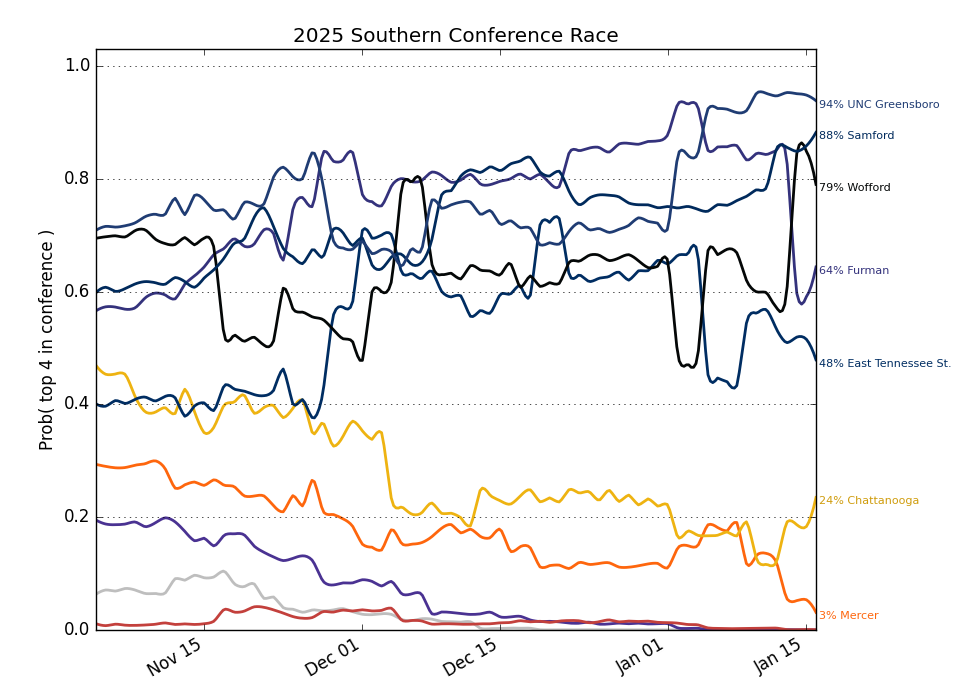 2025 Southern Conference Race
Prob( top 4 in conference )
1.0
0.8
0.6
0.4
0.2
0.0
Nov 15
Dec 01
Dec 15
Jan 01
Jan 15
94% UNC Greensboro
88% Samford
79% Wofford
64% Furman
48% East Tennessee St.
24% Chattanooga
3% Mercer